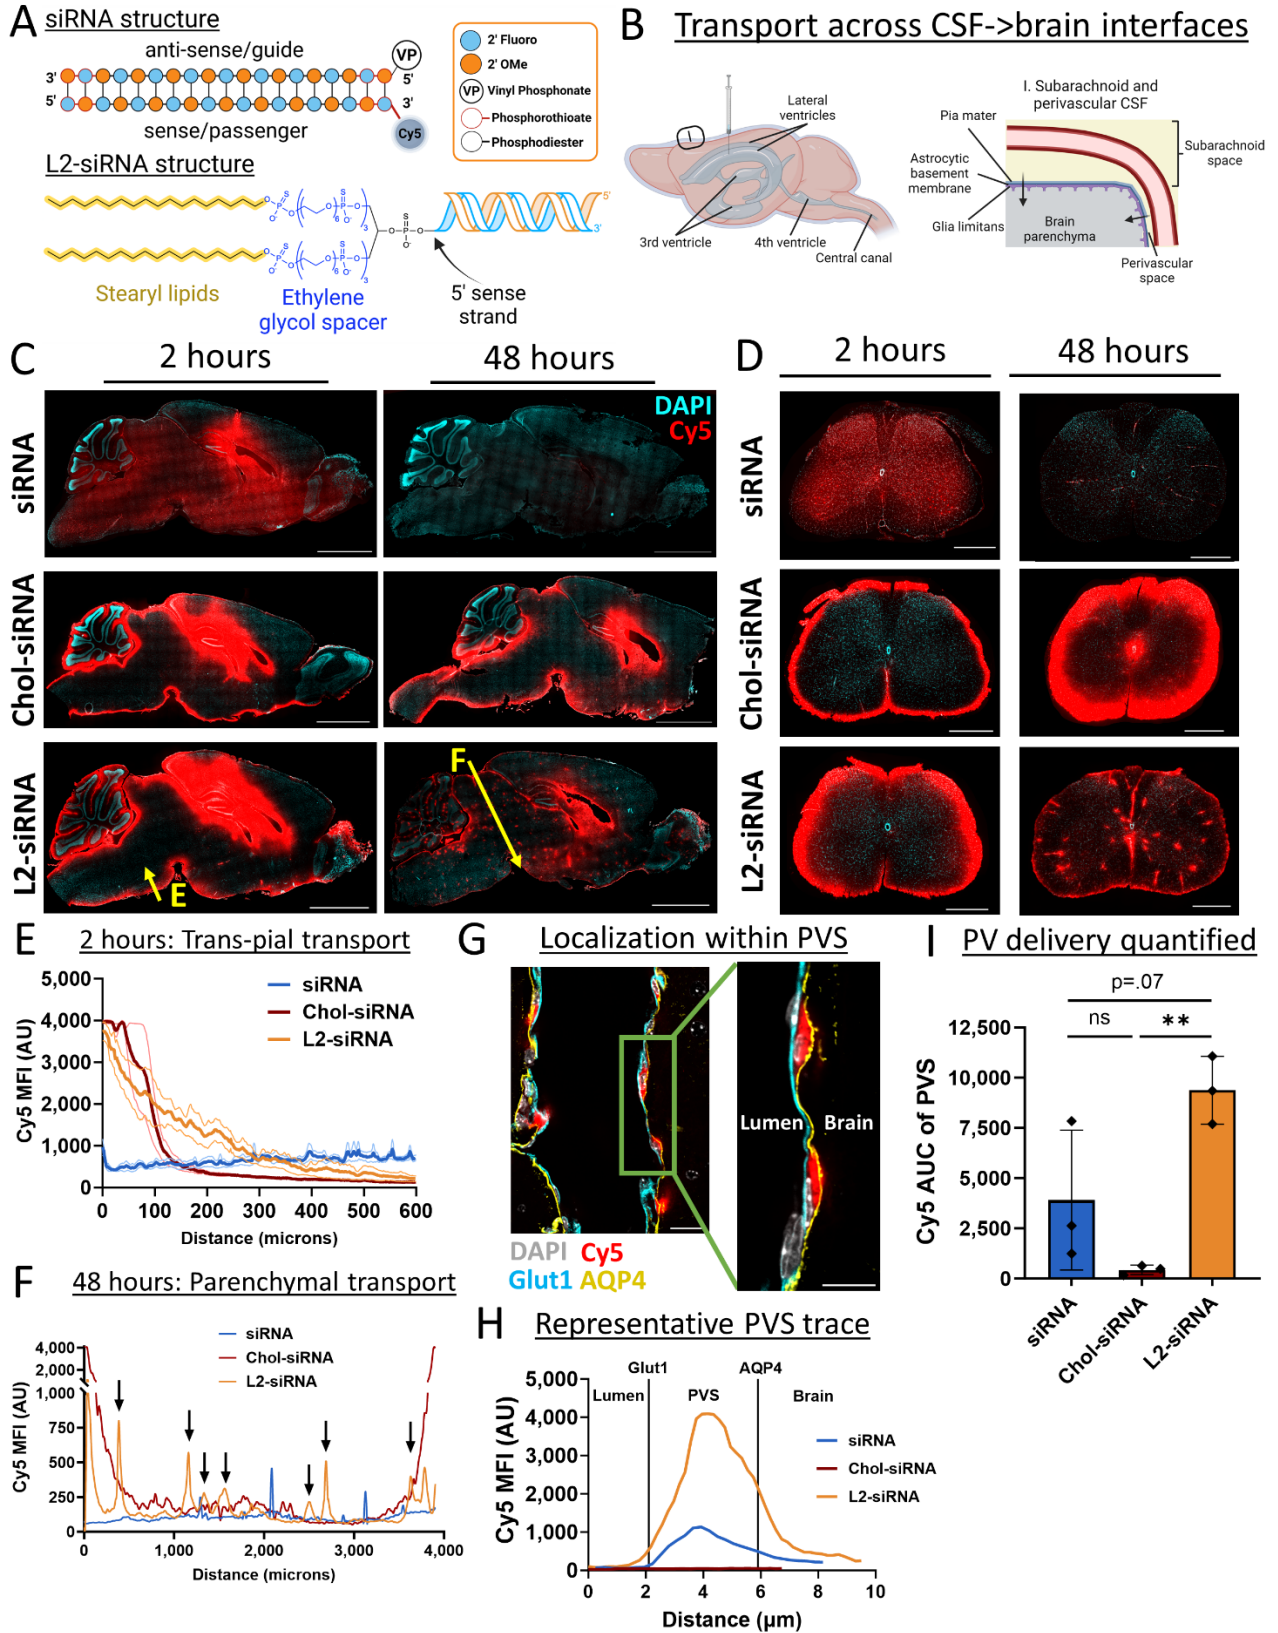 A siRNA structure
anti-sense/guide
VP
3' 5'
5' 3'
Cy5
sense/passenger
2' Fluoro
2' OMe
VP Vinyl Phosphonate
Phosphorothioate
Phosphodiester
L2-siRNA structure
Stearyl lipids
Ethylene
glycol spacer
5' sense
strand
5'
3'
B Transport across CSF->brain interfaces
I
Lateral
ventricles
3rd ventricle
4th ventricle
Central canal
I. Subarachnoid and
perivascular CSF
Pia mater
Astrocytic
basement
membrane
Glia limitans
Brain
parenchyma
Subarachnoid
space
Perivascular
space
C 2 hours 48 hours
siRNA
DAPI
Cy5
Chol-siRNA
L2-siRNA
E
F
D 2 hours 48 hours
siRNA
Chol-siRNA
L2-siRNA
E 2 hours: Trans-pial transport
Cy5 MFI (AU)
5,000
4,000
3,000
2,000
1,000
0
siRNA
Chol-siRNA
L2-siRNA
0 100 200 300 400 500 600
Distance (microns)
F 48 hours: Parenchymal transport
Cy5 MFI (AU)
4,000
2,000
1,000
750
500
250
0
siRNA
Chol-siRNA
L2-siRNA
0 1,000 2,000 3,000 4,000
Distance (microns)
G Localization within PVS
Lumen Brain
DAPI Cy5
Glut1 AQP4
H Representative PVS trace
Cy5 MFI (AU)
5,000
4,000
3,000
2,000
1,000
0
Glut1 AQP4
Lumen PVS Brain
siRNA
Chol-siRNA
L2-siRNA
0 2 4 6 8 10
Distance (µm)
I PV delivery quantified
p=.07
ns **
Cy5 AUC of PVS
12,500
10,000
7,500
5,000
2,500
0
siRNA
Chol-siRNA
L2-siRNA